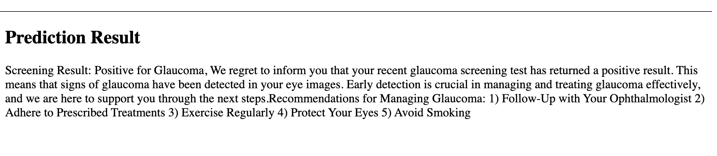 Prediction Result
Screening Result: Positive for Glaucoma, We regret to inform you that your recent glaucoma screening test has returned a positive result. This
means that signs of glaucoma have been detected in your eye images. Early detection is crucial in managing and treating glaucoma effectively,
and we are here to support you through the next steps.Recommendations for Managing Glaucoma: 1) Follow-Up with Your Ophthalmologist 2)
Adhere to Prescribed Treatments 3) Exercise Regularly 4) Protect Your Eyes 5) Avoid Smoking